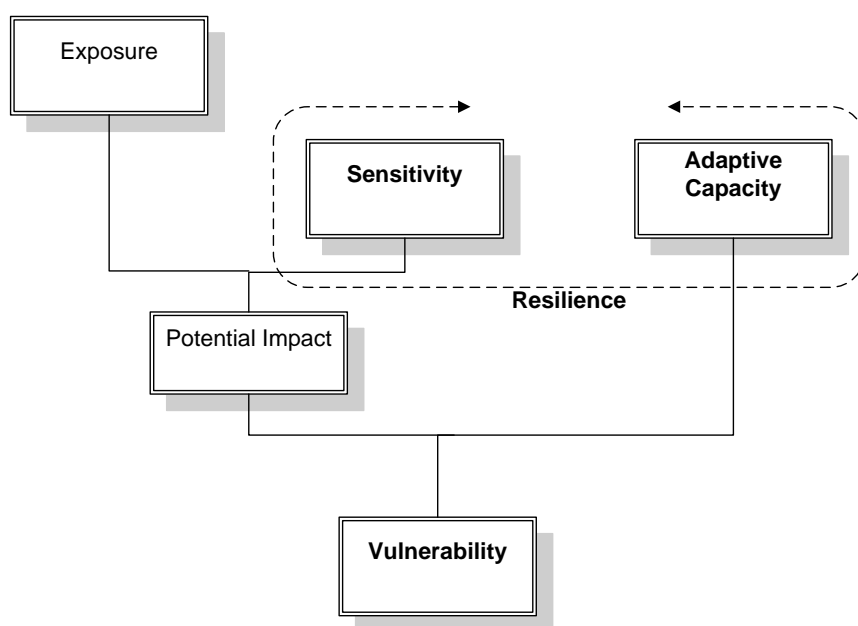 Exposure
Sensitivity
Adaptive
Capacity
Resilience
Potential Impact
Vulnerability